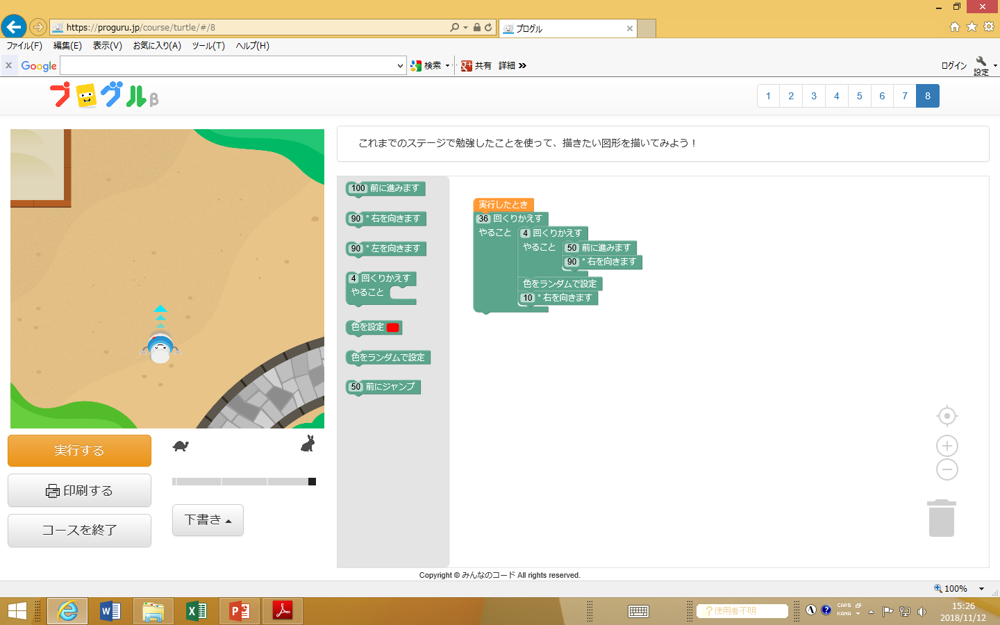 https://proguru.jp/course/turtle/#/8
プログル
ファイル(F) 編集(E) 表示(V) お気に入り(A) ツール(T) ヘルプ(H)
x Google 検索 共有 詳細 ログイン 設定
プログルβ
1 2 3 4 5 6 7 8
これまでのステージで勉強したことを使って、描きたい図形を描いてみよう！
100 前に進みます
90 ° 右を向きます
90 ° 左を向きます
4 回くりかえす
やること
色を設定
色をランダムで設定
50 前にジャンプ
実行したとき
36 回くりかえす
やること 4 回くりかえす
やること 50 前に進みます
90 ° 右を向きます
色をランダムで設定
10 ° 右を向きます
実行する
印刷する
コースを終了
下書き
Copyright © みんなのコード All rights reserved.
100%
使用者不明
CAPS
KANA
15:26
2018/11/12